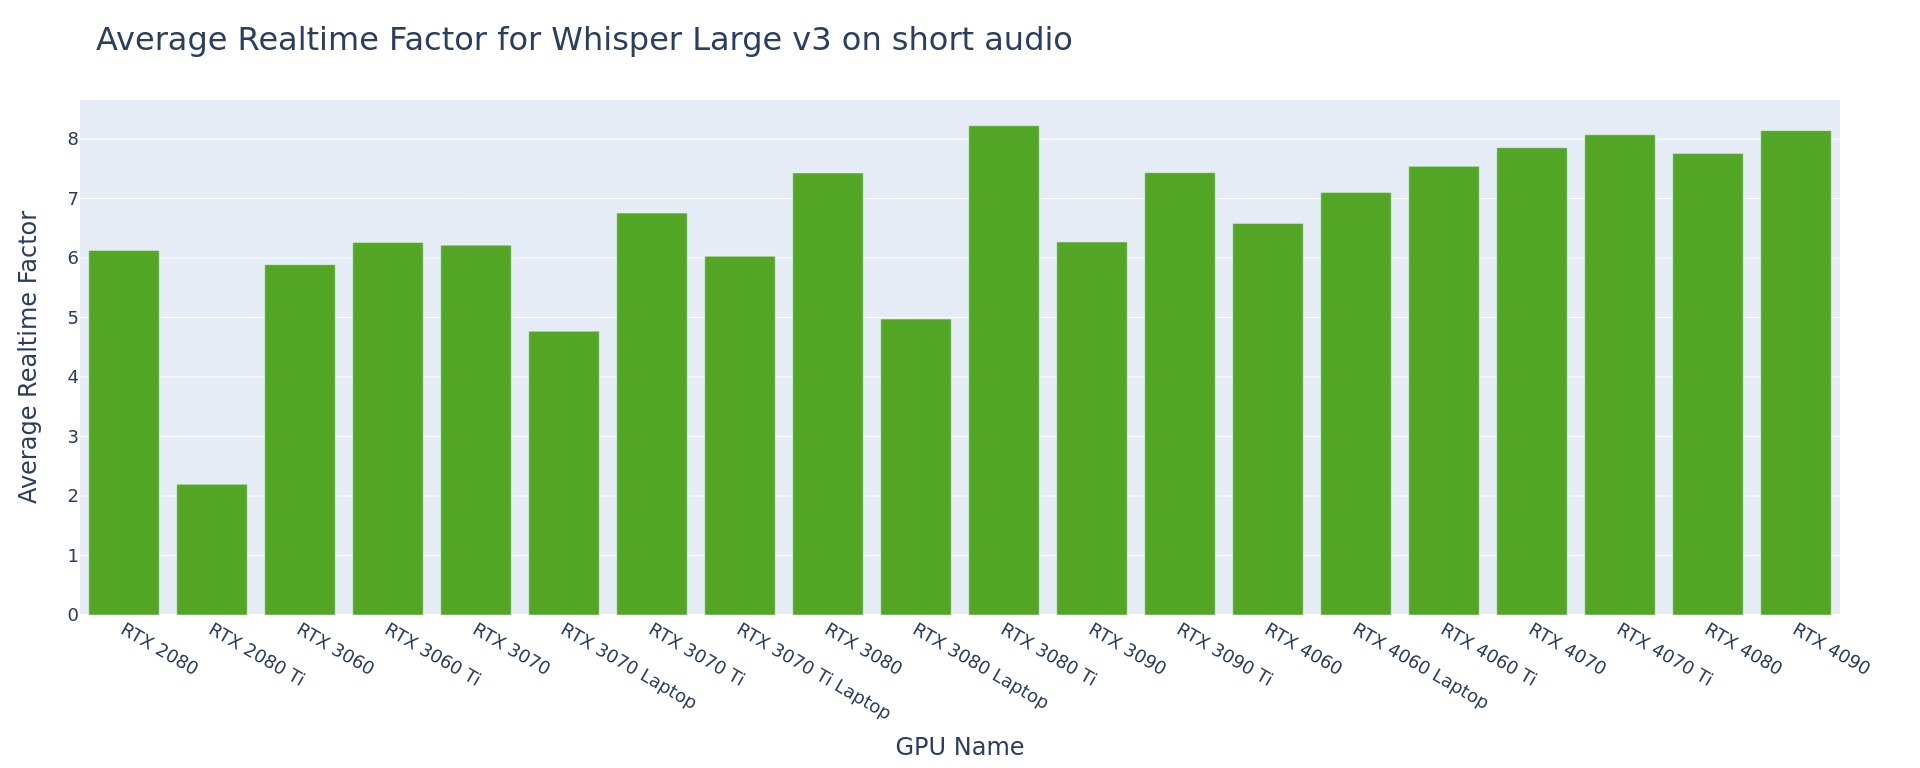 Average Realtime Factor for Whisper Large v3 on short audio
Average Realtime Factor
8
7
6
5
4
3
2
1
0
RTX 2080
RTX 2080 Ti
RTX 3060
RTX 3060 Ti
RTX 3070
RTX 3070 Laptop
RTX 3070 Ti
RTX 3070 Ti Laptop
RTX 3080
RTX 3080 Laptop
RTX 3080 Ti
RTX 3090
RTX 3090 Ti
RTX 4060
RTX 4060 Laptop
RTX 4060 Ti
RTX 4070
RTX 4070 Ti
RTX 4080
RTX 4090
GPU Name